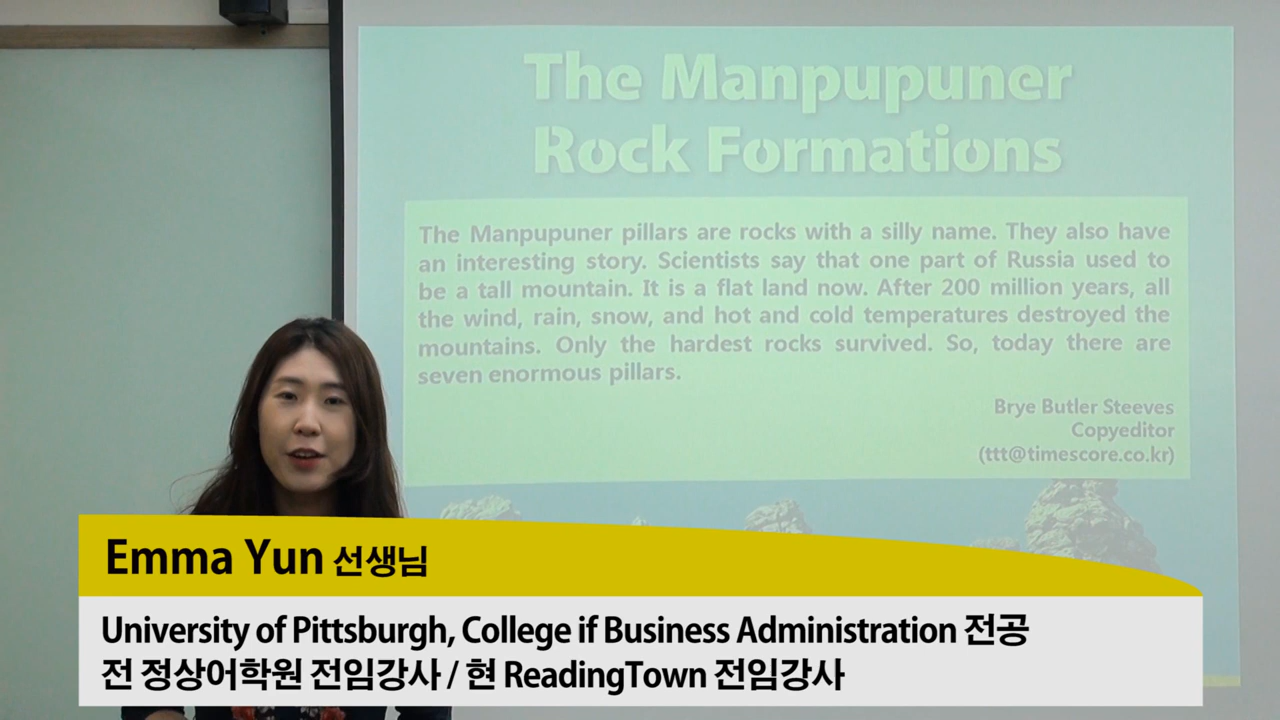 The Manpupuner
Rock Formations
The Manpupuner pillars are rocks with a silly name. They also have
an interesting story. Scientists say that one part of Russia used to
be a tall mountain. It is a flat land now. After 200 million years, all
the wind, rain, snow, and hot and cold temperatures destroyed the
mountains. Only the hardest rocks survived. So, today there are
seven enormous pillars.
Brye Butler Steeves
Copyeditor
(ttt@timescore.co.kr)
Emma Yun 선생님
University of Pittsburgh, College if Business Administration 전공
전 정상어학원 전임강사 / 현 ReadingTown 전임강사